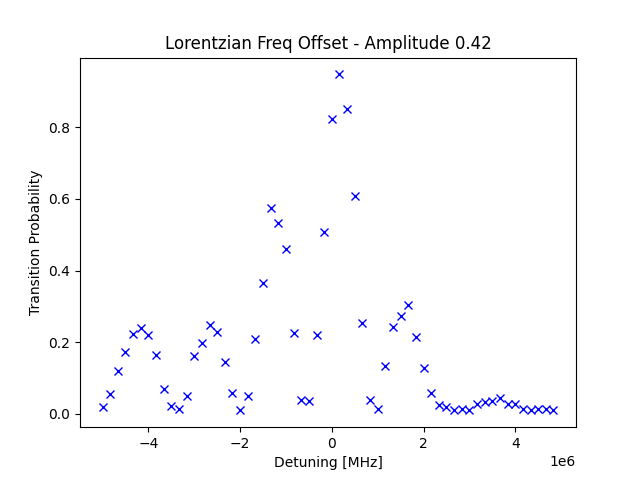 Lorentzian Freq Offset - Amplitude 0.42
Transition Probability
0.8
0.6
0.4
0.2
0.0
−4
−2
0
2
4
1e6
Detuning [MHz]